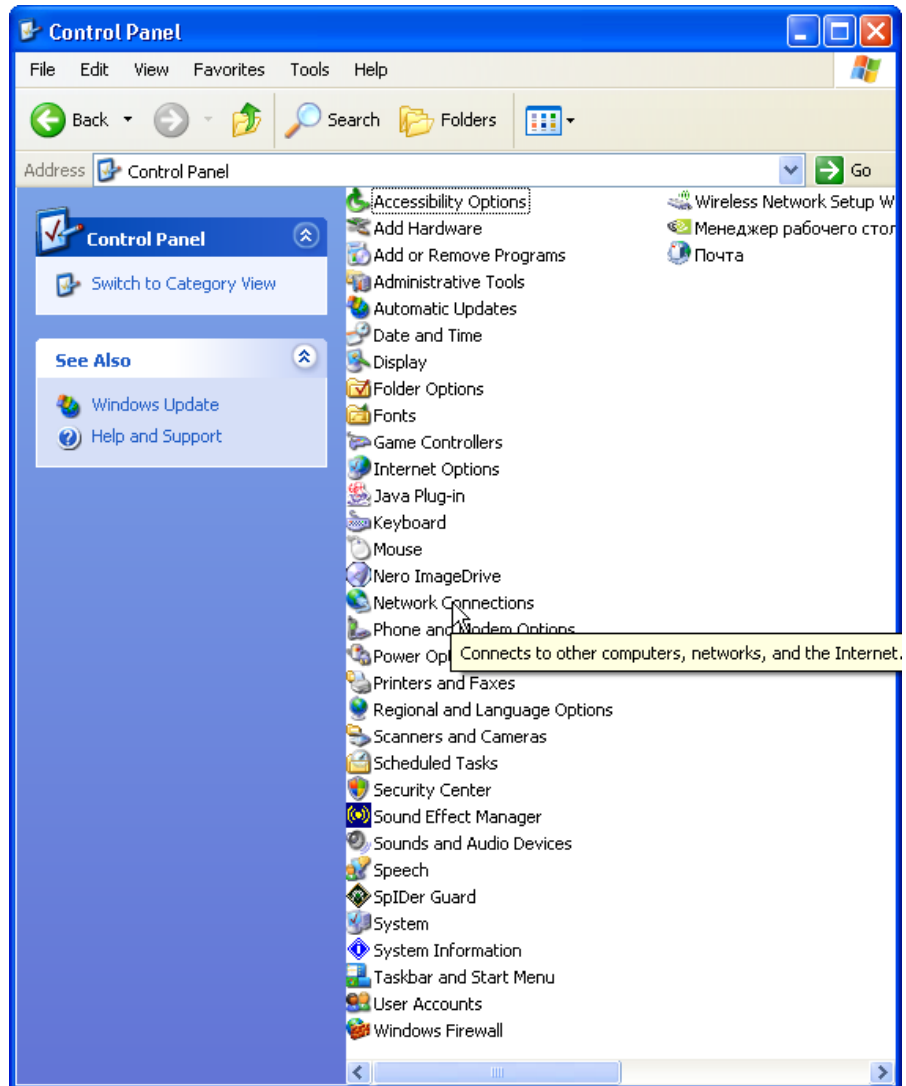 Control Panel
File Edit View Favorites Tools Help
Back Search Folders
Address Control Panel Go
Control Panel
Switch to Category View
See Also
Windows Update
Help and Support
Accessibility Options
Add Hardware
Add or Remove Programs
Administrative Tools
Automatic Updates
Date and Time
Display
Folder Options
Fonts
Game Controllers
Internet Options
Java Plug-in
Keyboard
Mouse
Nero ImageDrive
Network Connections
Phone and Modem Options
Power Op
Connects to other computers, networks, and the Internet.
Printers and Faxes
Regional and Language Options
Scanners and Cameras
Scheduled Tasks
Security Center
Sound Effect Manager
Sounds and Audio Devices
Speech
SpIDer Guard
System
System Information
Taskbar and Start Menu
User Accounts
Windows Firewall
Wireless Network Setup W
Менеджер рабочего стол
Почта